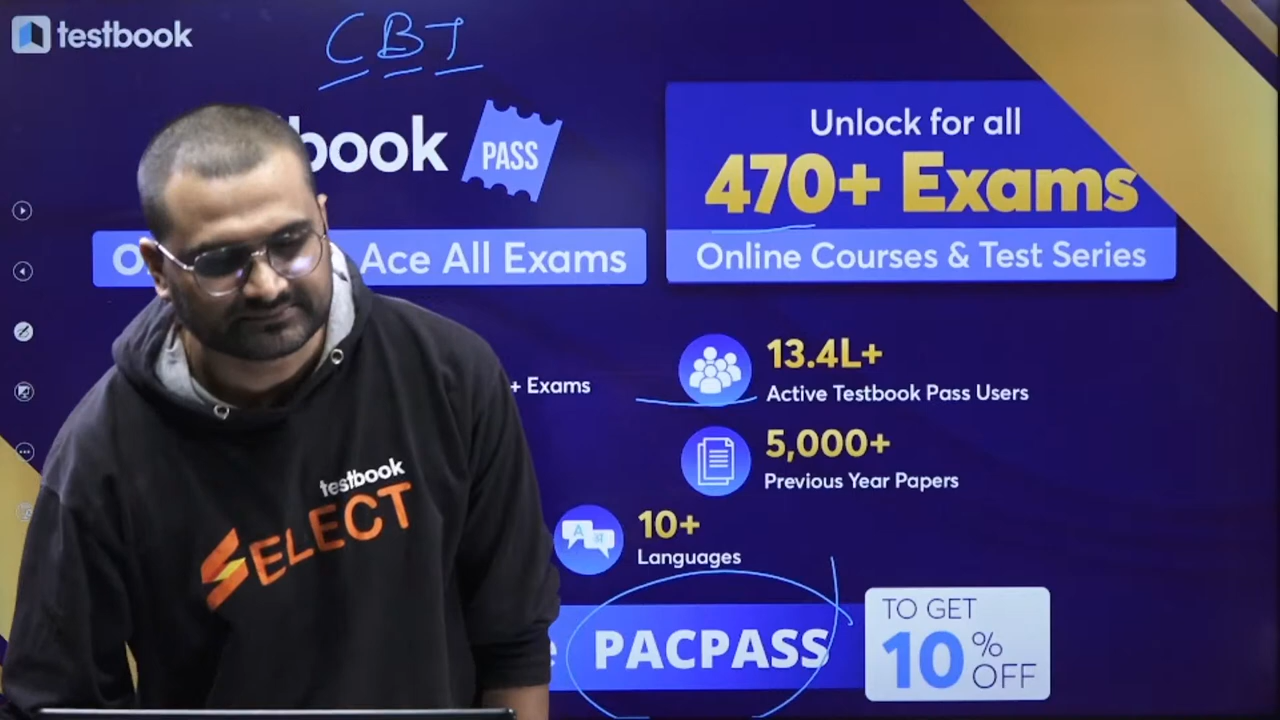 testbook
CBT
book PASS
Ace All Exams
Unlock for all
470+ Exams
Online Courses & Test Series
+ Exams
13.4L+
Active Testbook Pass Users
5,000+
Previous Year Papers
10+
Languages
PACPASS
TO GET
10% OFF
testbook
SELECT